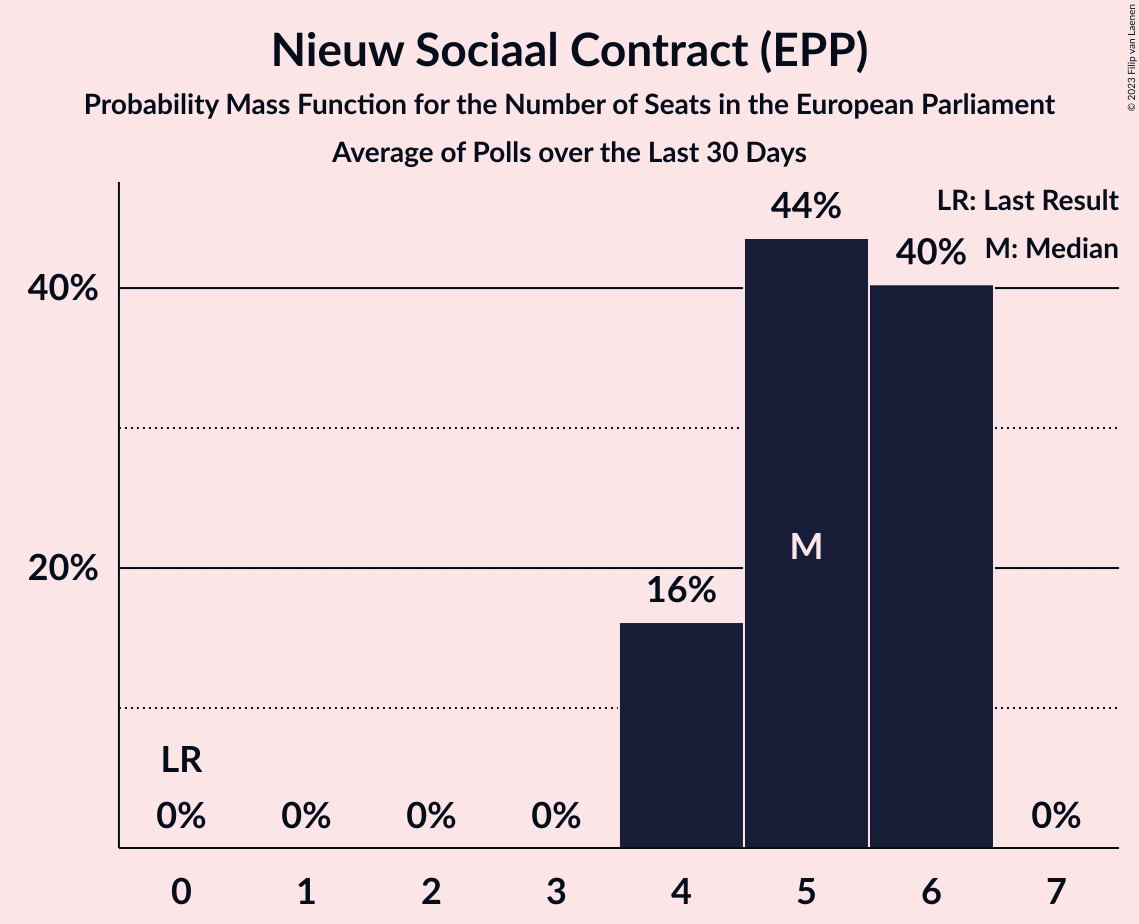 Nieuw Sociaal Contract (EPP)
Probability Mass Function for the Number of Seats in the European Parliament
Average of Polls over the Last 30 Days
© 2023 Filip van Laenen
LR: Last Result
M: Median
44%
40%
40%
M
20%
16%
LR
0% 0% 0% 0% 0%
0 1 2 3 4 5 6 7